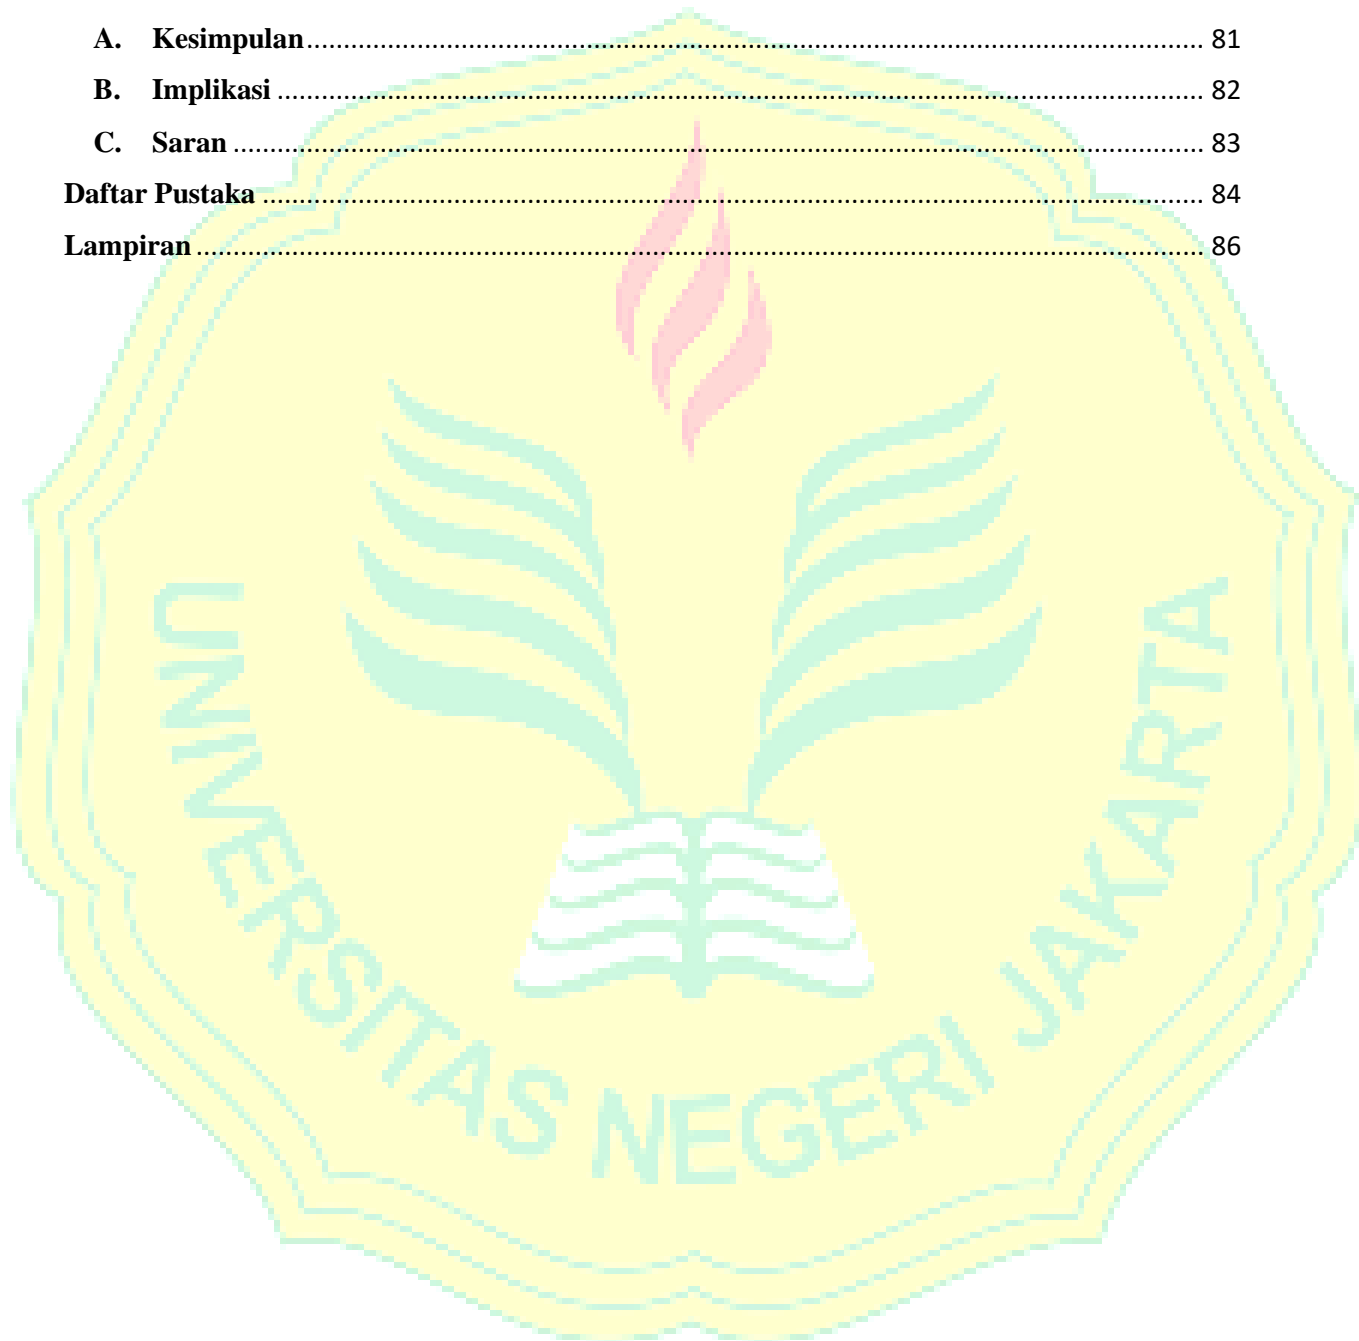 A. Kesimpulan........................................................................................................................ 81
B. Implikasi ........................................................................................................................... 82
C. Saran ................................................................................................................................. 83
Daftar Pustaka ............................................................................................................................. 84
Lampiran ...................................................................................................................................... 86
UNIVERSITAS NEGERI JAKARTA